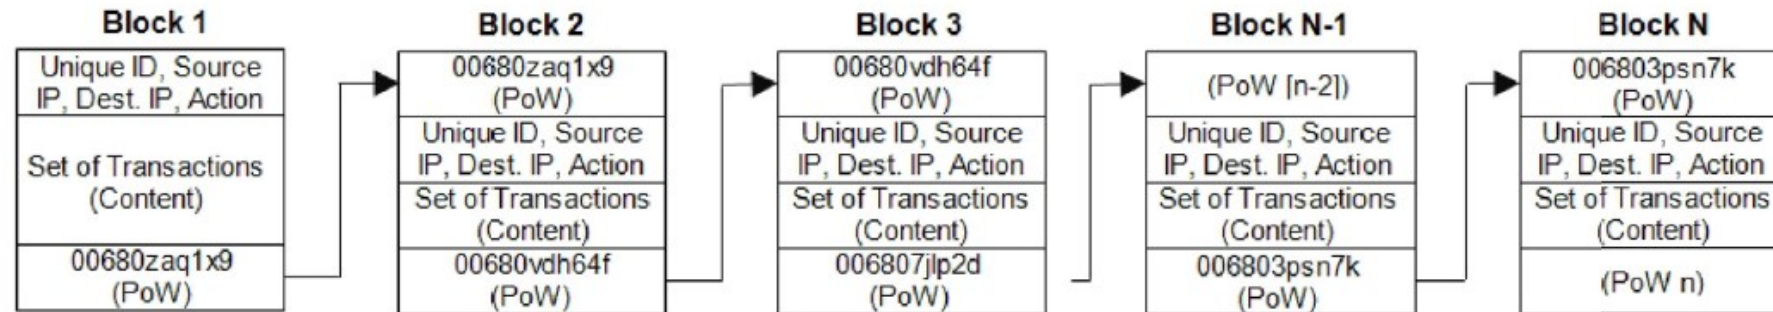 Block 1
Unique ID, Source
IP, Dest. IP, Action
Set of Transactions
(Content)
00680zaq1x9
(PoW)
Block 2
00680zaq1x9
(PoW)
Unique ID, Source
IP, Dest. IP, Action
Set of Transactions
(Content)
00680vdh64f
(PoW)
Block 3
00680vdh64f
(PoW)
Unique ID, Source
IP, Dest. IP, Action
Set of Transactions
(Content)
006807jlp2d
(PoW)
Block N-1
(PoW [n-2])
Unique ID, Source
IP, Dest. IP, Action
Set of Transactions
(Content)
006803psn7k
(PoW)
Block N
006803psn7k
(PoW)
Unique ID, Source
IP, Dest. IP, Action
Set of Transactions
(Content)
(PoW n)